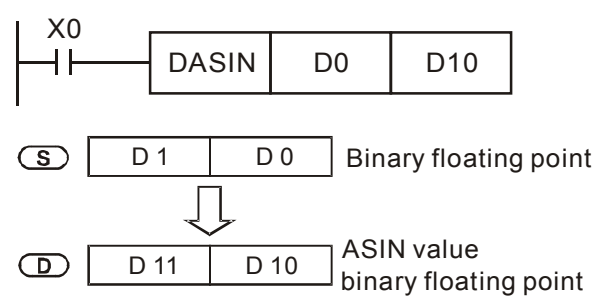 X0
DASIN D0 D10
S D 1 D 0 Binary floating point
D D 11 D 10 ASIN value
binary floating point